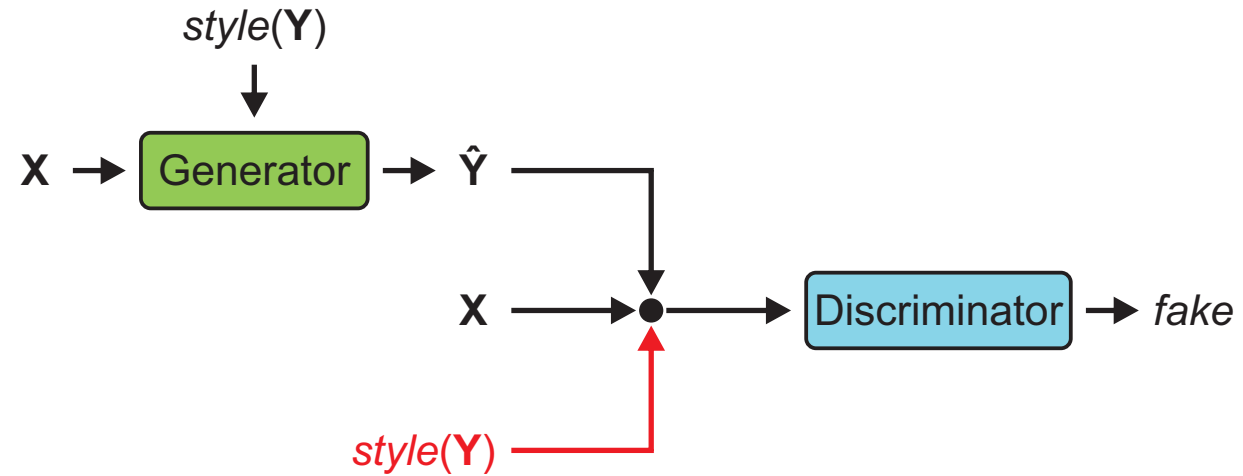 style(Y)
X Generator Ŷ
X Discriminator fake
style(Y)